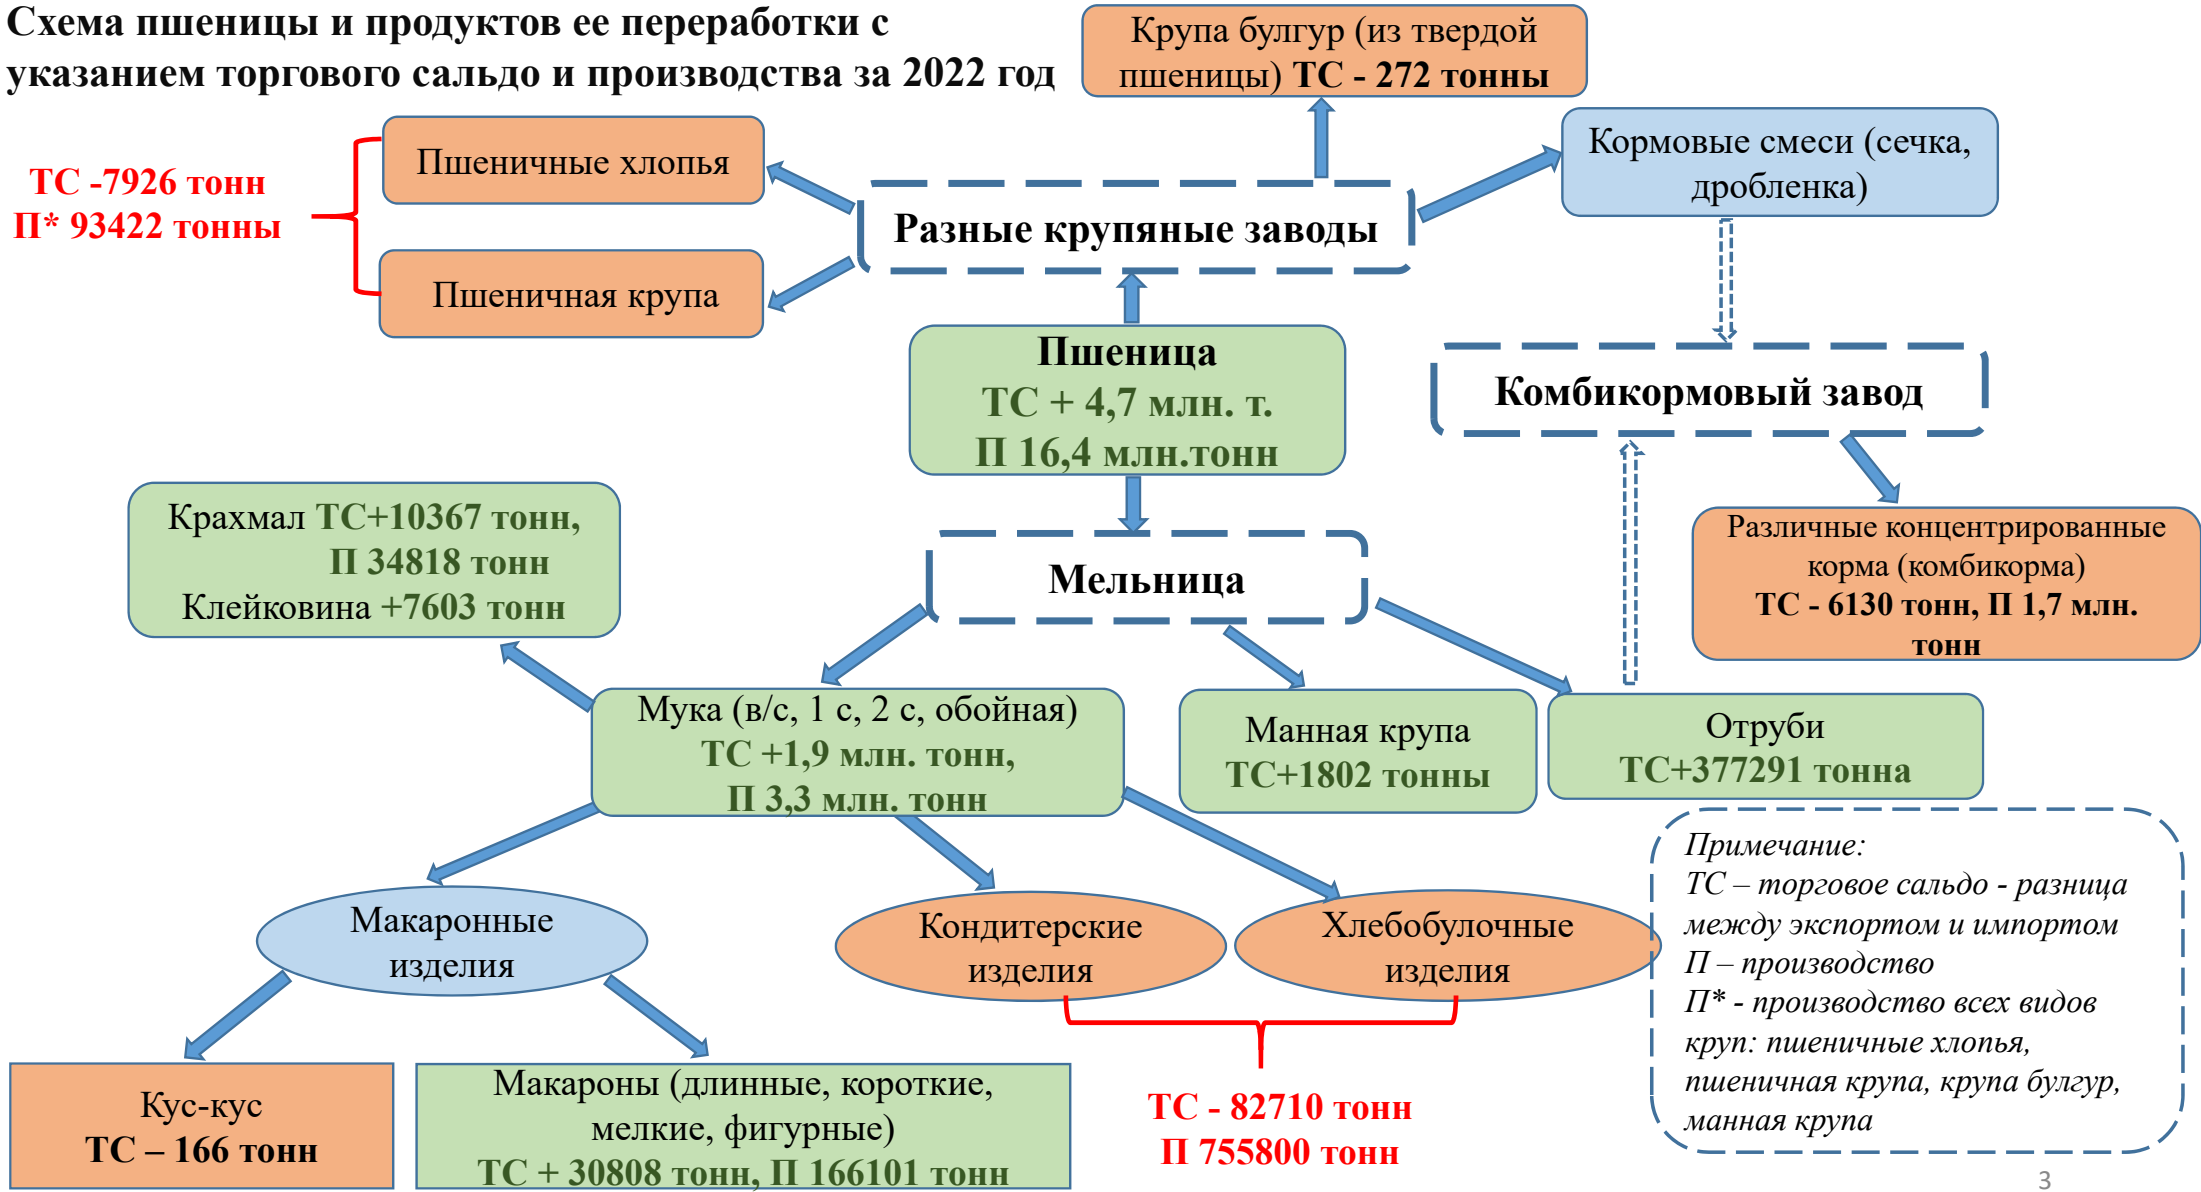 Схема пшеницы и продуктов ее переработки с
указанием торгового сальдо и производства за 2022 год
Крупа булгур (из твердой
пшеницы) ТС - 272 тонны
Пшеничные хлопья
ТС -7926 тонн
П* 93422 тонны
Пшеничная крупа
Разные крупяные заводы
Кормовые смеси (сечка,
дробленка)
Пшеница
ТС + 4,7 млн. т.
П 16,4 млн.тонн
Комбикормовый завод
Крахмал ТС+10367 тонн,
П 34818 тонн
Клейковина +7603 тонн
Мельница
Различные концентрированные
корма (комбикорма)
ТС - 6130 тонн, П 1,7 млн.
тонн
Мука (в/с, 1 с, 2 с, обойная)
ТС +1,9 млн. тонн,
П 3,3 млн. тонн
Манная крупа
ТС+1802 тонны
Отруби
ТС+377291 тонна
Макаронные
изделия
Кондитерские
изделия
Хлебобулочные
изделия
Кус-кус
ТС – 166 тонн
Макароны (длинные, короткие,
мелкие, фигурные)
ТС + 30808 тонн, П 166101 тонн
ТС - 82710 тонн
П 755800 тонн
Примечание:
ТС – торговое сальдо - разница
между экспортом и импортом
П – производство
П* - производство всех видов
круп: пшеничные хлопья,
пшеничная крупа, крупа булгур,
манная крупа
3